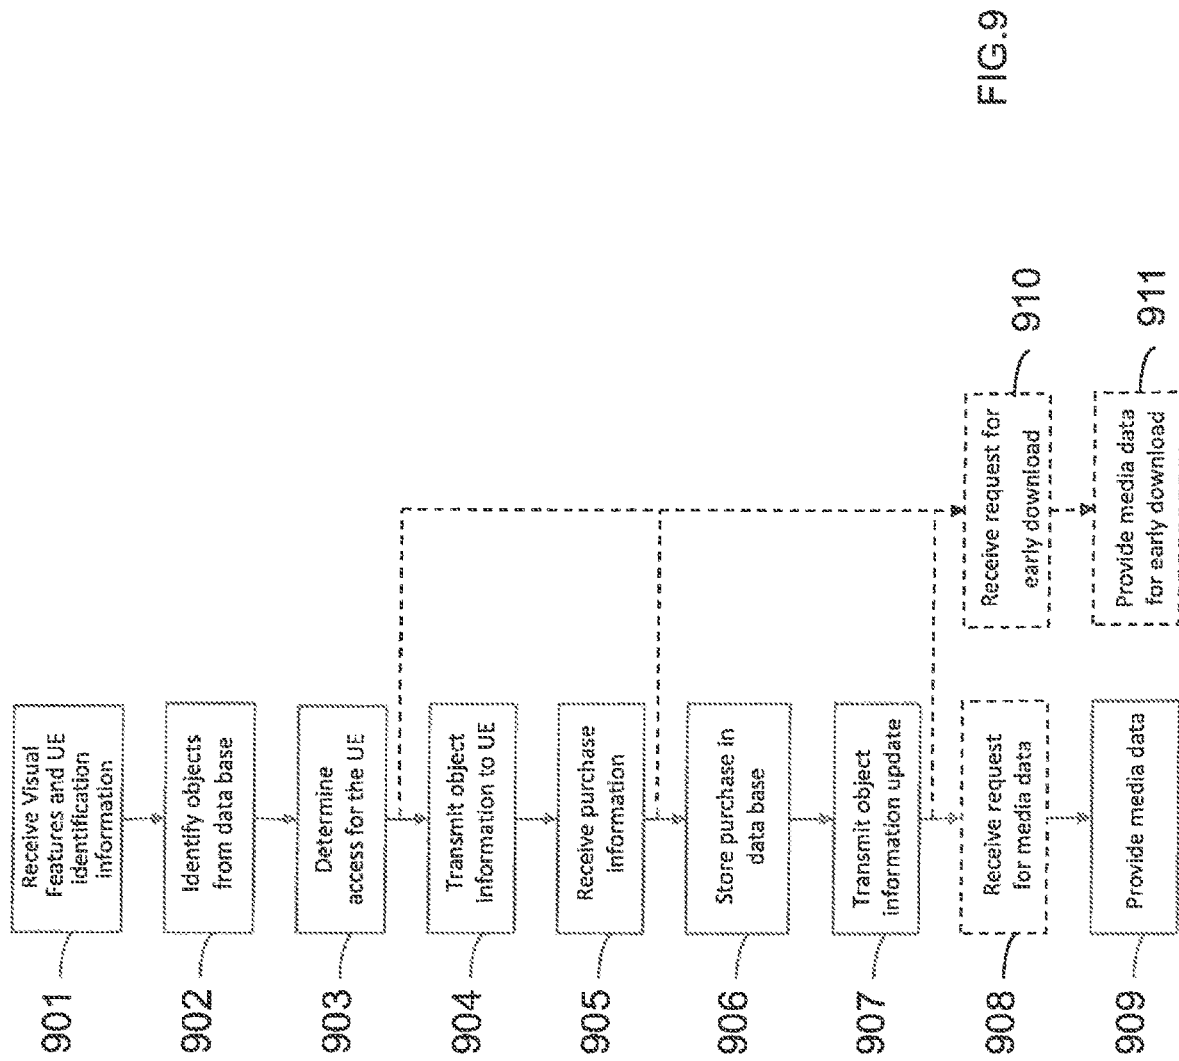 901
Receive Visual
Features and UE
identification
information
902
Identify objects
from data base
903
Determine
access for the UE
904
Transmit object
information to UE
905
Receive purchase
information
906
Store purchase in
data base
907
Transmit object
information update
908
Receive request
for media data
909
Provide media data
Receive request for
early download
910
Provide media data
for early download
911
FIG.9